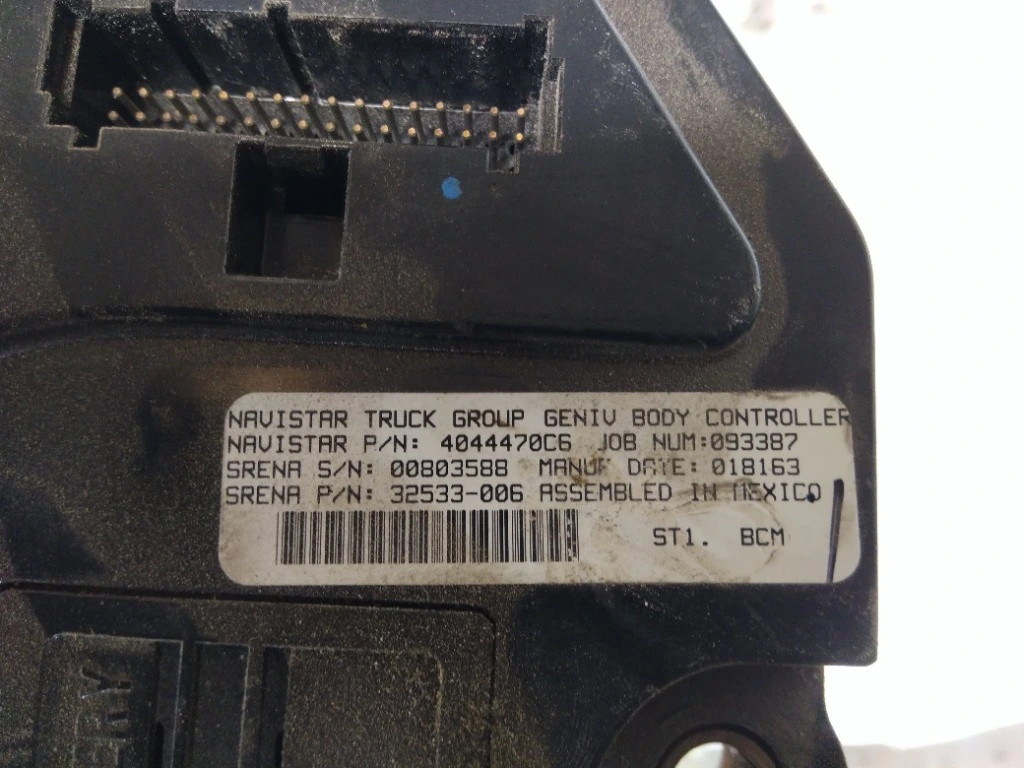 NAVISTAR TRUCK GROUP GENIV BODY CONTROLLER
NAVISTAR P/N: 4044470C6 JOB NUM:093387
SRENA S/N: 00803588 MANUF DATE: 018163
SRENA P/N: 32533-006 ASSEMBLED IN MEXICO.
ST1. BCM